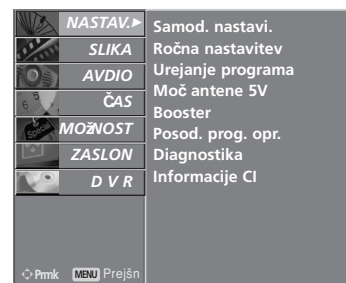 NASTAV.►
SLIKA
AVDIO
ČAS
MOžNOST
ZASLON
D V R
Samod. nastavi.
Ročna nastavitev
Urejanje programa
Moč antene 5V
Booster
Posod. prog. opr.
Diagnostika
Informacije CI
Prmk MENU Prejšn